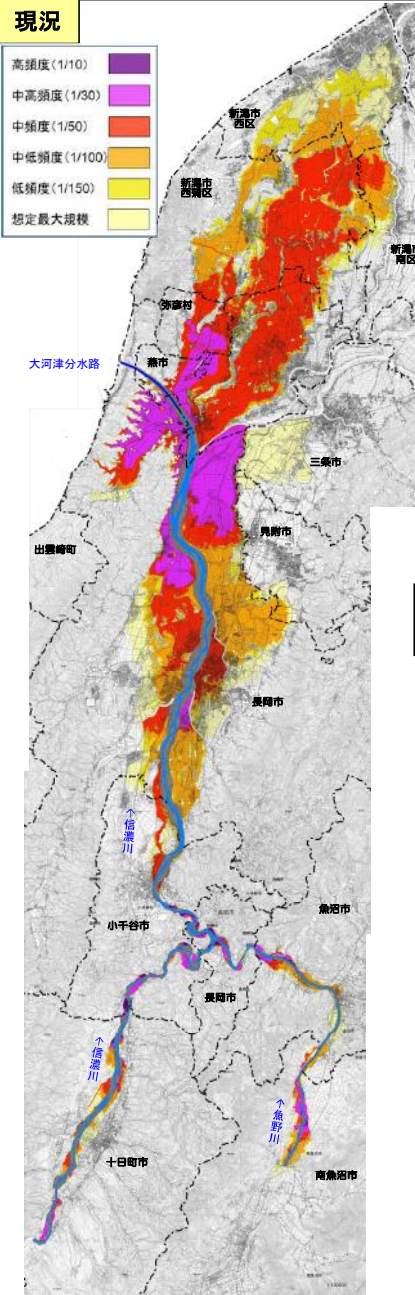 現況
高頻度(1/10)
中高頻度(1/30)
中頻度(1/50)
中低頻度(1/100)
低頻度(1/150)
想定最大規模
新潟市
西区
新潟市
西蒲区
新潟市
南区
弥彦村
燕市
大河津分水路
三条市
見附市
出雲崎町
長岡市
↑信濃川
小千谷市
魚沼市
長岡市
↑信濃川
↑魚野川
十日町市
南魚沼市